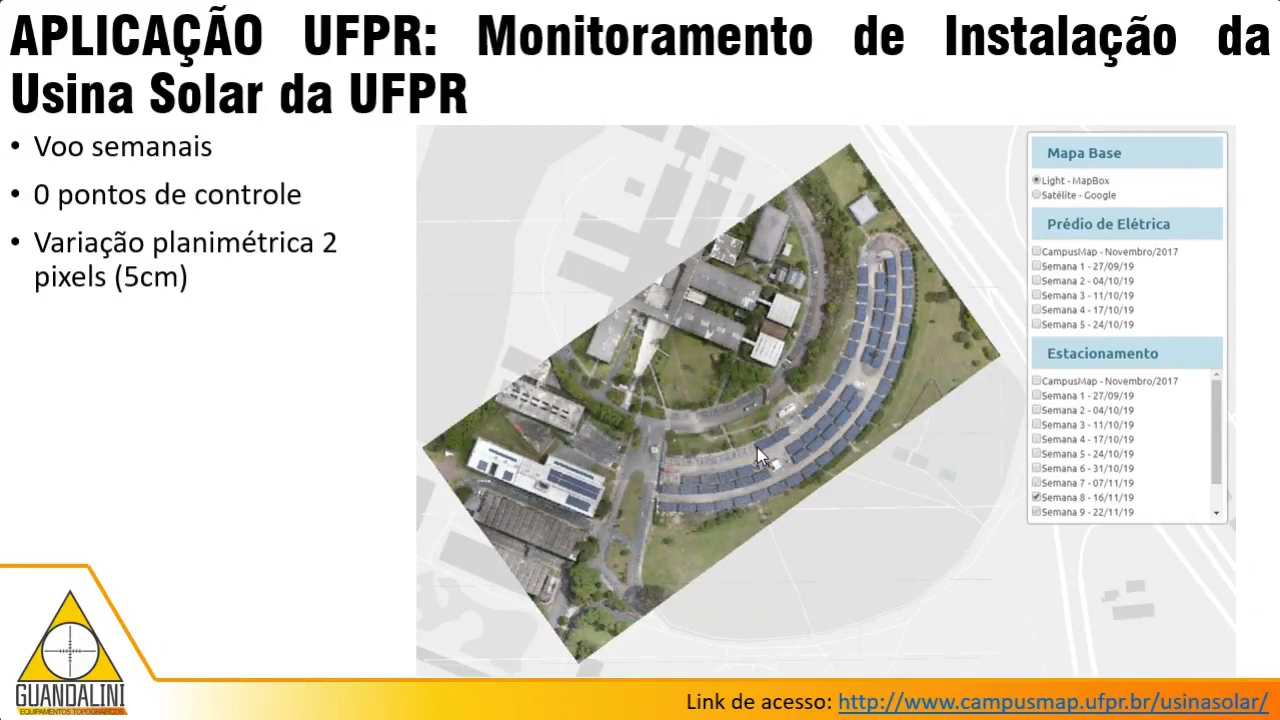 APLICAÇÃO UFPR: Monitoramento de Instalação da
Usina Solar da UFPR
• Voo semanais
• 0 pontos de controle
• Variação planimétrica 2
pixels (5cm)
Mapa Base
Light - MapBox
Satélite - Google
Prédio de Elétrica
CampusMap - Novembro/2017
Semana 1 - 27/09/19
Semana 2 - 04/10/19
Semana 3 - 11/10/19
Semana 4 - 17/10/19
Semana 5 - 24/10/19
Estacionamento
CampusMap - Novembro/2017
Semana 1 - 27/09/19
Semana 2 - 04/10/19
Semana 3 - 11/10/19
Semana 4 - 17/10/19
Semana 5 - 24/10/19
Semana 6 - 31/10/19
Semana 7 - 07/11/19
Semana 8 - 16/11/19
Semana 9 - 22/11/19
GUANDALINI
EQUIPAMENTOS TOPOGRÁFICOS
Link de acesso: http://www.campusmap.ufpr.br/usinasolar/